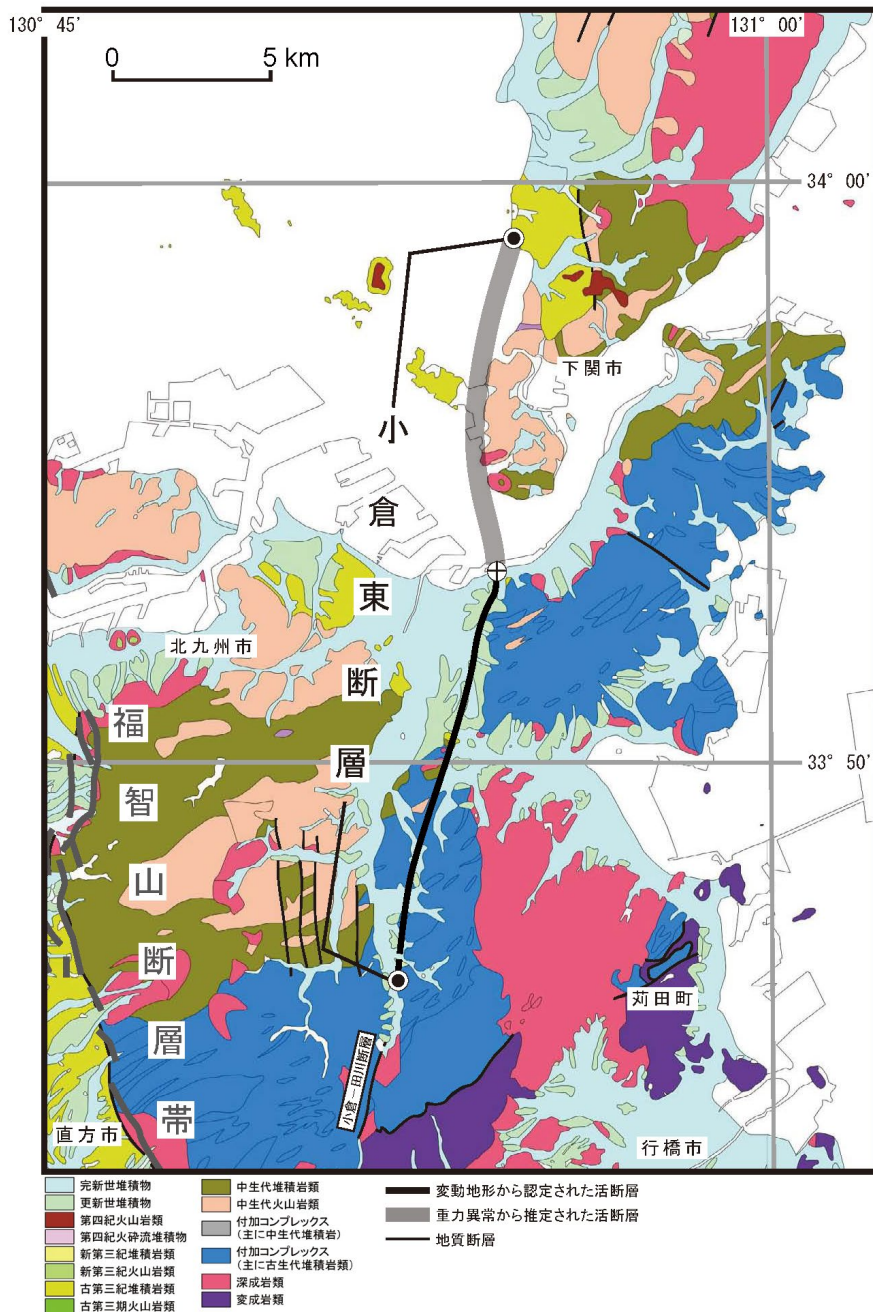 130° 45'
131° 00'
0 5 km
34° 00'
下関市
小
倉
東
断
層
北九州市
福
智
山
断
層
帯
33° 50'
苅田町
小倉－田川断層
直方市
行橋市
完新世堆積物
更新世堆積物
第四紀火山岩類
第四紀火砕流堆積物
新第三紀堆積岩類
新第三紀火山岩類
古第三紀堆積岩類
古第三期火山岩類
中生代堆積岩類
中生代火山岩類
付加コンプレックス
(主に中生代堆積岩)
付加コンプレックス
(主に古生代堆積岩類)
深成岩類
変成岩類
変動地形から認定された活断層
重力異常から推定された活断層
地質断層